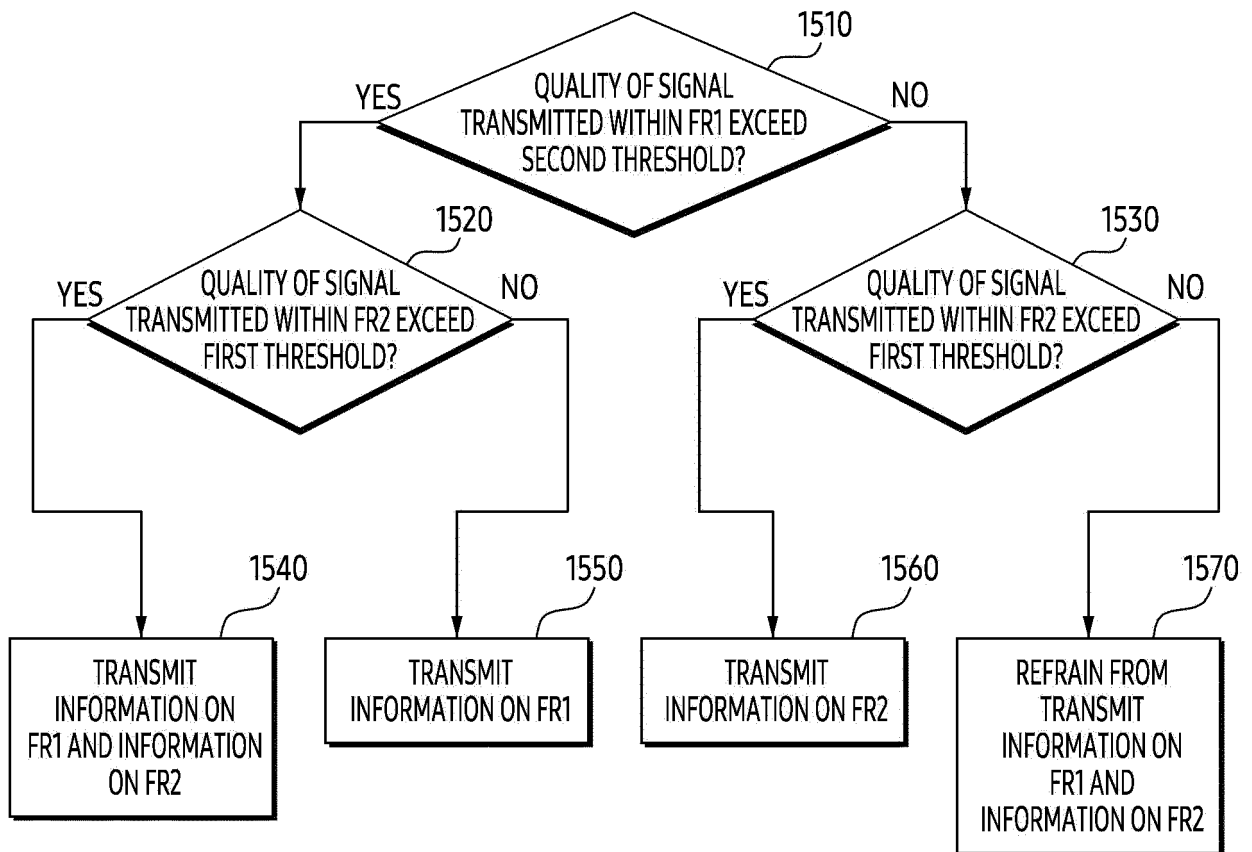 1510
YES
QUALITY OF SIGNAL
TRANSMITTED WITHIN FR1 EXCEED
SECOND THRESHOLD?
NO
1520
YES
QUALITY OF SIGNAL
TRANSMITTED WITHIN FR2 EXCEED
FIRST THRESHOLD?
NO
1530
YES
QUALITY OF SIGNAL
TRANSMITTED WITHIN FR2 EXCEED
FIRST THRESHOLD?
NO
1540
TRANSMIT
INFORMATION ON
FR1 AND INFORMATION
ON FR2
1550
TRANSMIT
INFORMATION ON FR1
1560
TRANSMIT
INFORMATION ON FR2
1570
REFRAIN FROM
TRANSMIT
INFORMATION ON
FR1 AND
INFORMATION ON FR2